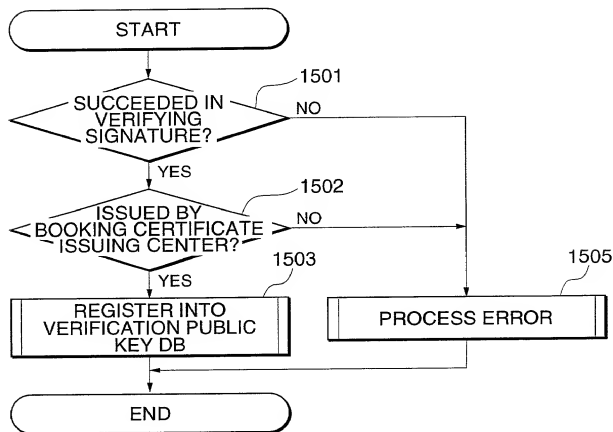 START
1501
SUCCEEDED IN
VERIFYING
SIGNATURE?
NO
YES
1502
ISSUED BY
BOOKING CERTIFICATE
ISSUING CENTER?
NO
YES
1503
REGISTER INTO
VERIFICATION PUBLIC
KEY DB
1505
PROCESS ERROR
END